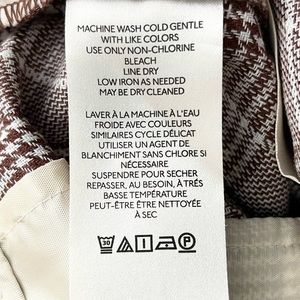 MACHINE WASH COLD GENTLE
WITH LIKE COLORS
USE ONLY NON-CHLORINE
BLEACH
LINE DRY
LOW IRON AS NEEDED
MAY BE DRY CLEANED
LAVER À LA MACHINE À L'EAU
FROIDE AVEC COULEURS
SIMILAIRES CYCLE DÉLICAT
UTILISER UN AGENT DE
BLANCHIMENT SANS CHLORE SI
NÉCESSAIRE
SUSPENDRE POUR SECHER
REPASSER, AU BESOIN, À TRÉS
BASSE TEMPÉRATURE
PEUT-ÊTRE ÊTRE NETTOYÉE
À SEC
30